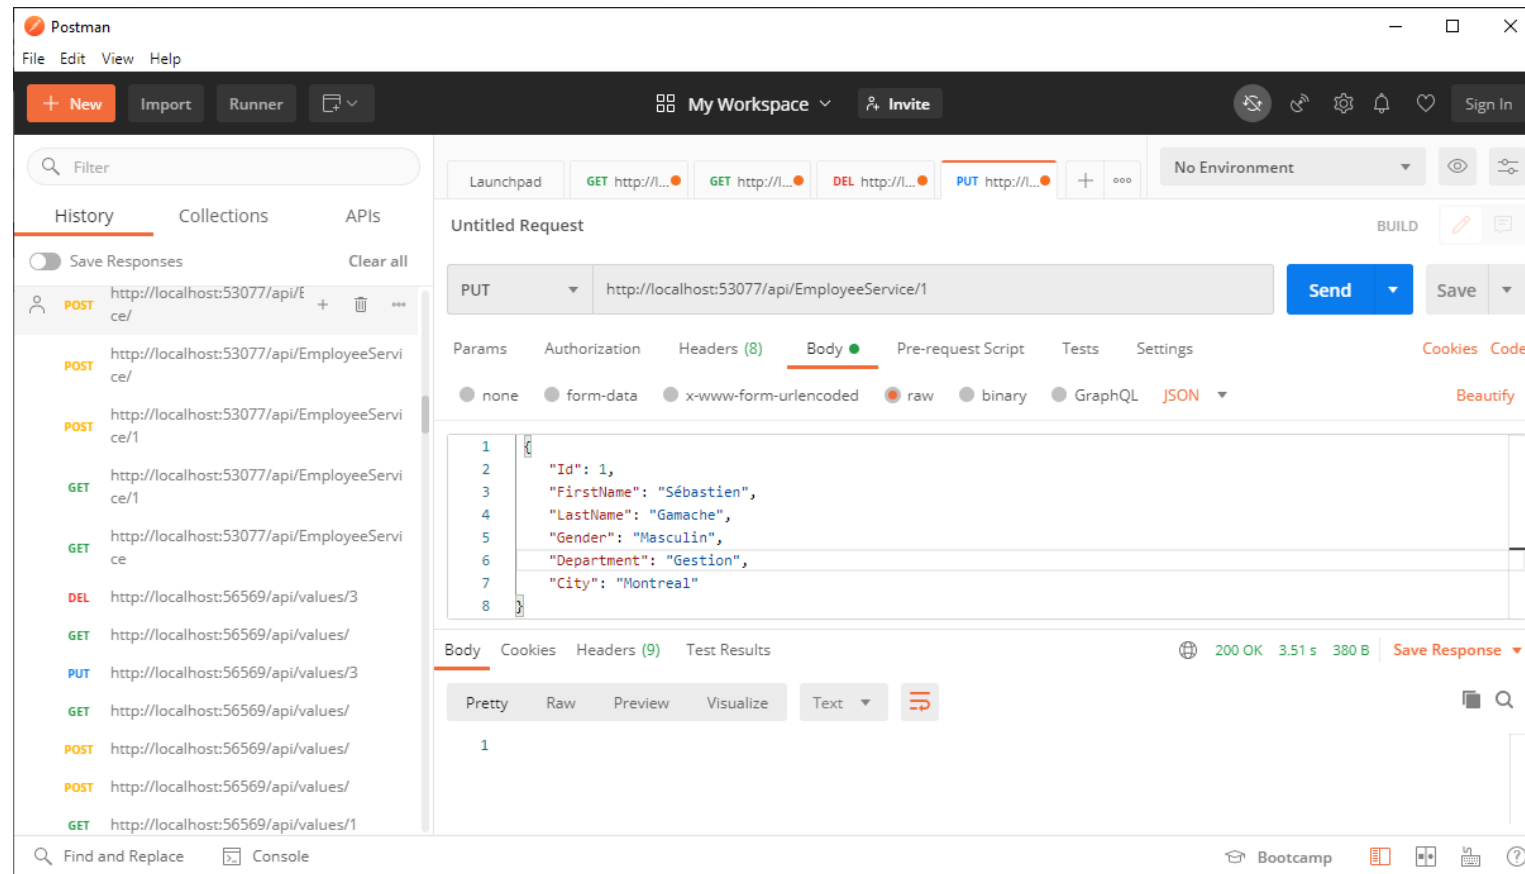 Postman
File Edit View Help
New Import Runner My Workspace Invite Sign In
Filter
History Collections APIs
Save Responses Clear all
POST http://localhost:53077/api/E
ce/
POST http://localhost:53077/api/EmployeeServi
ce/
POST http://localhost:53077/api/EmployeeServi
ce/1
GET http://localhost:53077/api/EmployeeServi
ce/1
GET http://localhost:53077/api/EmployeeServi
ce
DEL http://localhost:56569/api/values/3
GET http://localhost:56569/api/values/
PUT http://localhost:56569/api/values/3
GET http://localhost:56569/api/values/
POST http://localhost:56569/api/values/
POST http://localhost:56569/api/values/
GET http://localhost:56569/api/values/1
Launchpad GET http://l... GET http://l... DEL http://l... PUT http://l... No Environment
Untitled Request BUILD
PUT http://localhost:53077/api/EmployeeService/1 Send Save
Params Authorization Headers (8) Body Pre-request Script Tests Settings Cookies Code
none form-data x-www-form-urlencoded raw binary GraphQL JSON Beautify
1 {
2 "Id": 1,
3 "FirstName": "Sébastien",
4 "LastName": "Gamache",
5 "Gender": "Masculin",
6 "Department": "Gestion",
7 "City": "Montreal"
8 }
Body Cookies Headers (9) Test Results 200 OK 3.51 s 380 B Save Response
Pretty Raw Preview Visualize Text
1
Find and Replace Console Bootcamp